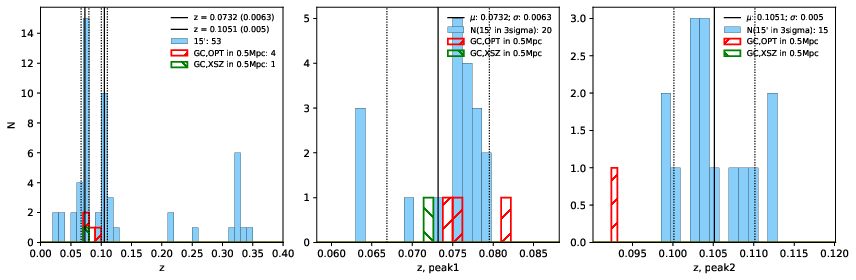 z = 0.0732 (0.0063)
z = 0.1051 (0.005)
15': 53
GC,OPT in 0.5Mpc: 4
GC,XSZ in 0.5Mpc: 1
14
12
10
8
6
4
2
0
N
0.00 0.05 0.10 0.15 0.20 0.25 0.30 0.35 0.40
z
μ: 0.0732; σ: 0.0063
N(15' in 3sigma): 20
GC,OPT in 0.5Mpc
GC,XSZ in 0.5Mpc
5
4
3
2
1
0
0.060 0.065 0.070 0.075 0.080 0.085
z, peak1
μ: 0.1051; σ: 0.005
N(15' in 3sigma): 15
GC,OPT in 0.5Mpc
GC,XSZ in 0.5Mpc
3.0
2.5
2.0
1.5
1.0
0.5
0.0
0.095 0.100 0.105 0.110 0.115 0.120
z, peak2